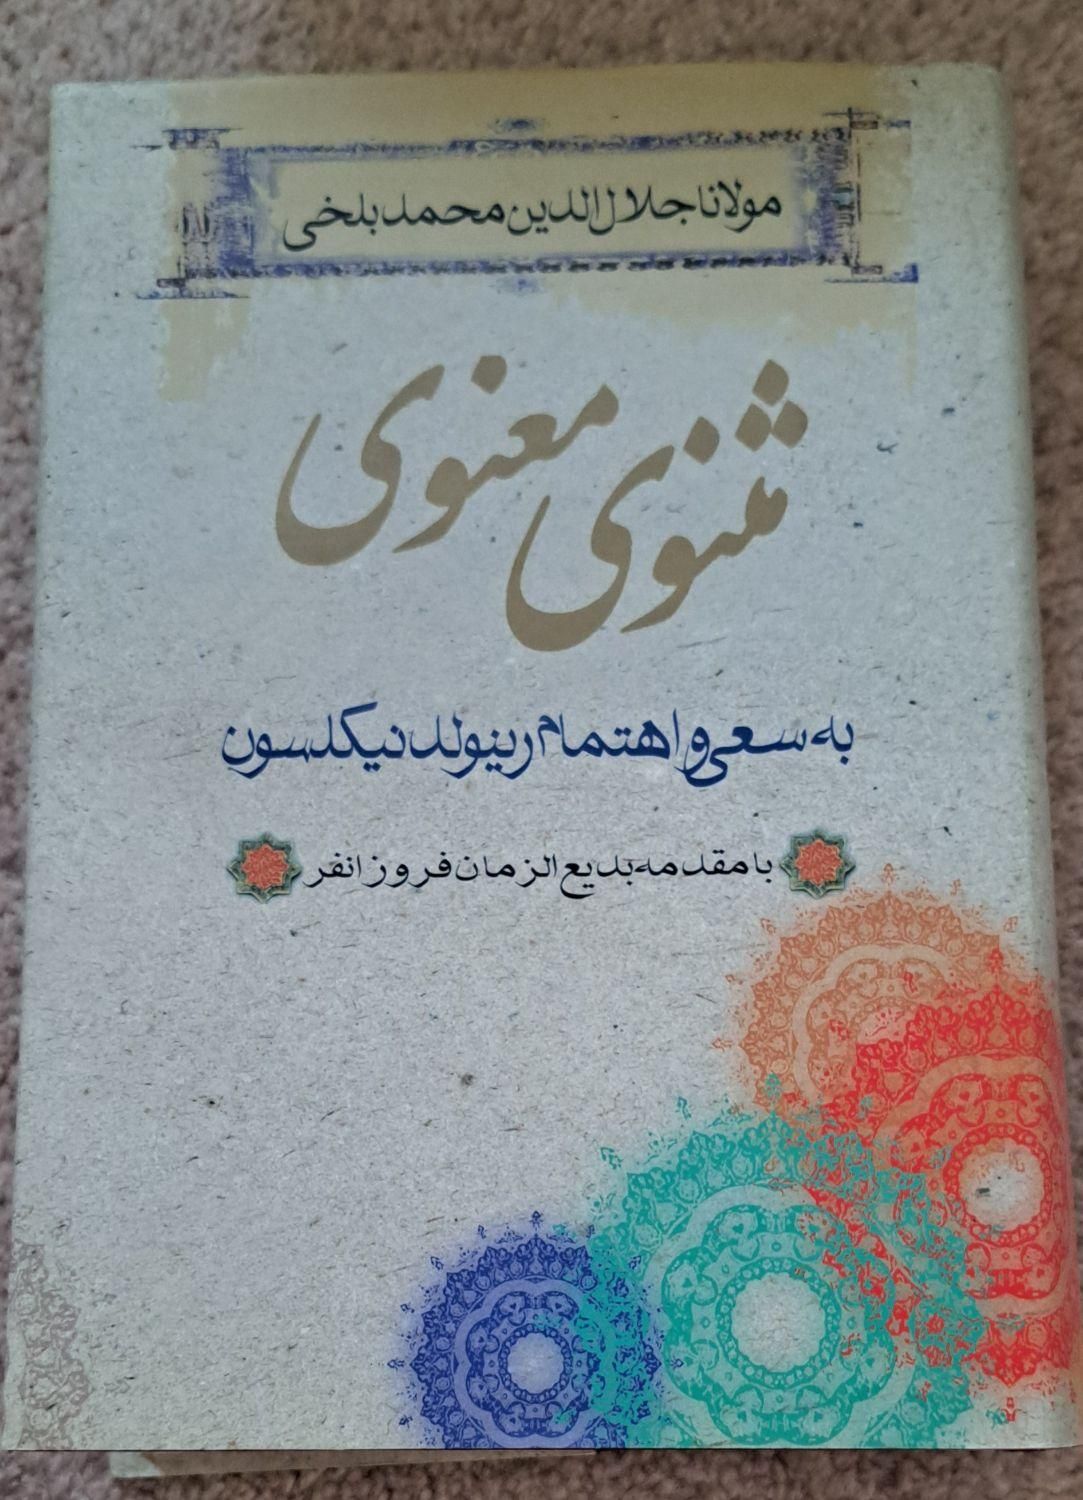 مولانا جلال الدین محمد بلخی
مثنوی معنوی
به سعی و اهتمام رینولد نیکلسون
با مقدمه بدیع الزمان فروزانفر